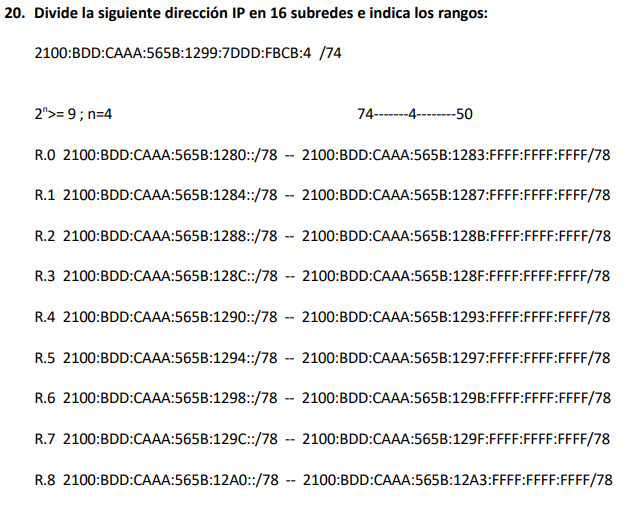 20. Divide la siguiente dirección IP en 16 subredes e indica los rangos:
2100:BDD:CAAA:565B:1299:7DDD:FBCB:4 /74
2ⁿ>= 9 ; n=4 74-------4--------50
R.0 2100:BDD:CAAA:565B:1280::/78 -- 2100:BDD:CAAA:565B:1283:FFFF:FFFF:FFFF/78
R.1 2100:BDD:CAAA:565B:1284::/78 -- 2100:BDD:CAAA:565B:1287:FFFF:FFFF:FFFF/78
R.2 2100:BDD:CAAA:565B:1288::/78 -- 2100:BDD:CAAA:565B:128B:FFFF:FFFF:FFFF/78
R.3 2100:BDD:CAAA:565B:128C::/78 -- 2100:BDD:CAAA:565B:128F:FFFF:FFFF:FFFF/78
R.4 2100:BDD:CAAA:565B:1290::/78 -- 2100:BDD:CAAA:565B:1293:FFFF:FFFF:FFFF/78
R.5 2100:BDD:CAAA:565B:1294::/78 -- 2100:BDD:CAAA:565B:1297:FFFF:FFFF:FFFF/78
R.6 2100:BDD:CAAA:565B:1298::/78 -- 2100:BDD:CAAA:565B:129B:FFFF:FFFF:FFFF/78
R.7 2100:BDD:CAAA:565B:129C::/78 -- 2100:BDD:CAAA:565B:129F:FFFF:FFFF:FFFF/78
R.8 2100:BDD:CAAA:565B:12A0::/78 -- 2100:BDD:CAAA:565B:12A3:FFFF:FFFF:FFFF/78